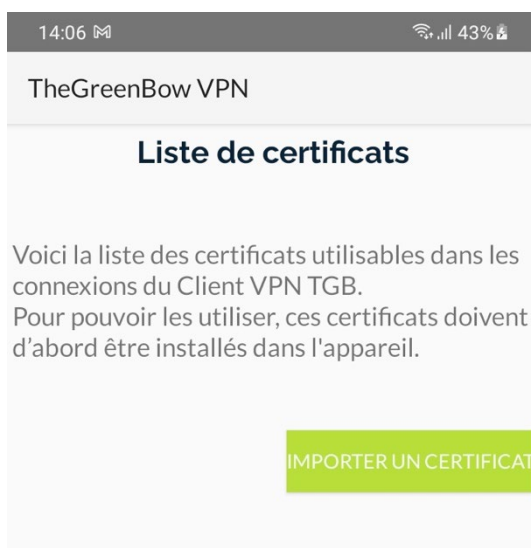 14:06 43%
TheGreenBow VPN
Liste de certificats
Voici la liste des certificats utilisables dans les
connexions du Client VPN TGB.
Pour pouvoir les utiliser, ces certificats doivent
d’abord être installés dans l'appareil.
IMPORTER UN CERTIFICAT